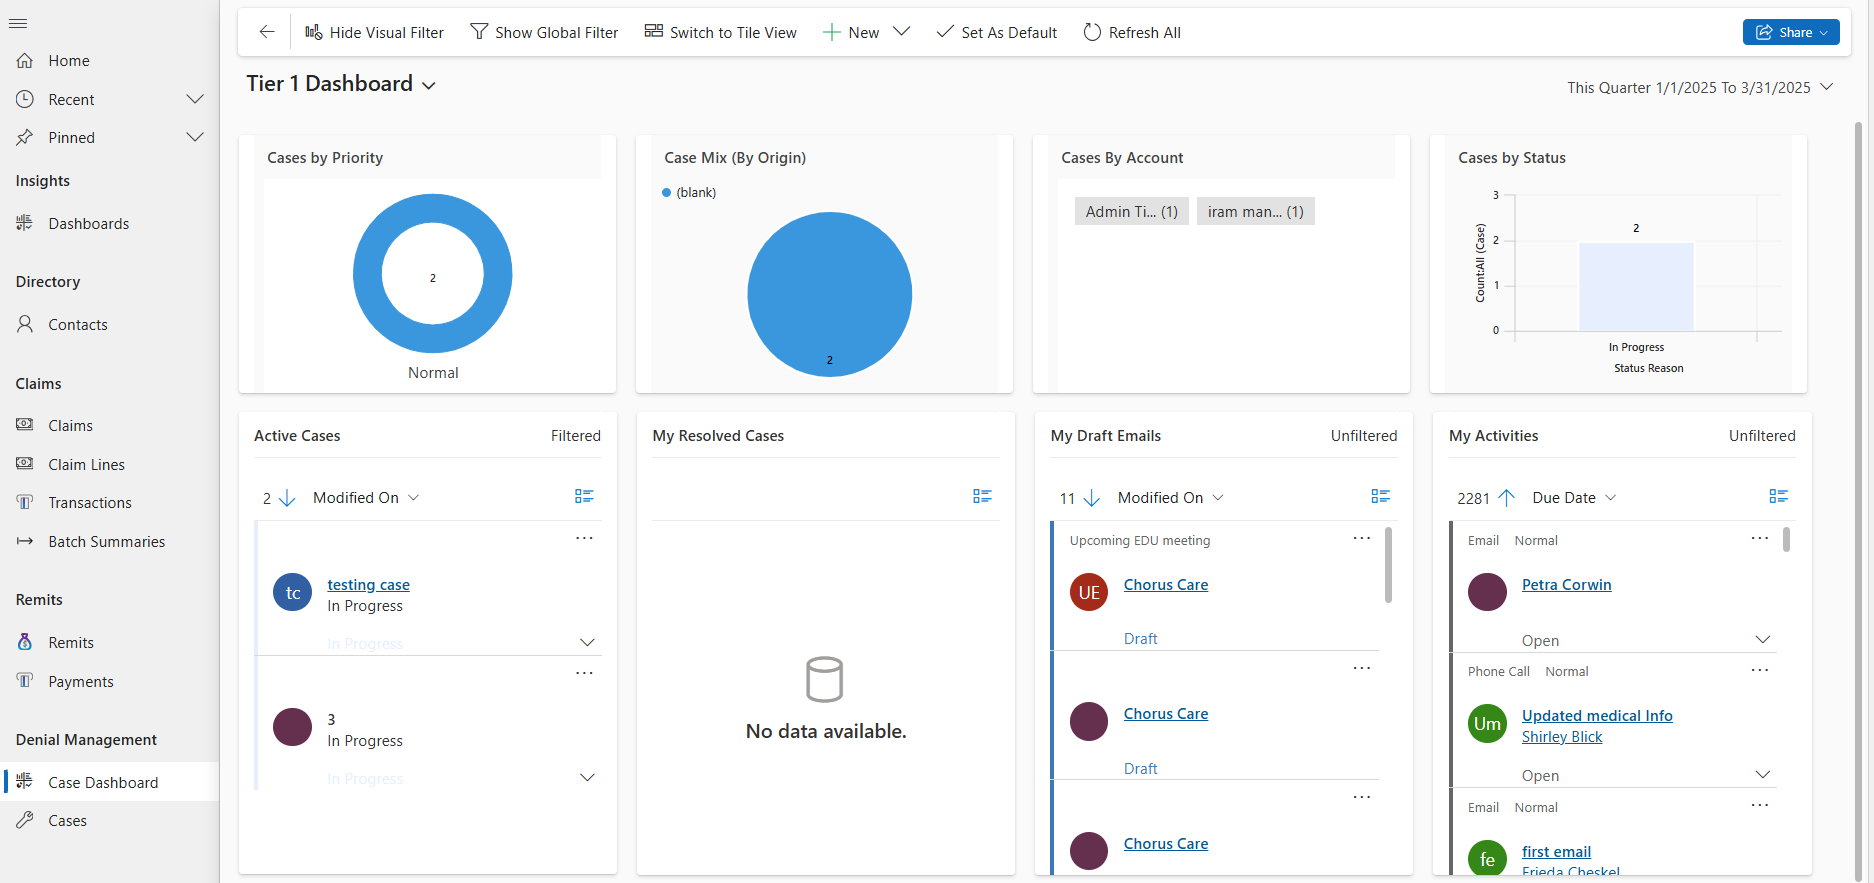 Home
Recent
Pinned
Insights
Dashboards
Directory
Contacts
Claims
Claims
Claim Lines
Transactions
Batch Summaries
Remits
Remits
Payments
Denial Management
Case Dashboard
Cases
Hide Visual Filter
Show Global Filter
Switch to Tile View
New
Set As Default
Refresh All
Share
Tier 1 Dashboard
This Quarter 1/1/2025 To 3/31/2025
Cases by Priority
2
Normal
Case Mix (By Origin)
(blank)
2
Cases By Account
Admin Ti... (1)
iram man... (1)
Cases by Status
Count:All (Case)
3
2
1
0
2
In Progress
Status Reason
Active Cases
Filtered
2
Modified On
tc
testing case
In Progress
In Progress
3
In Progress
In Progress
My Resolved Cases
No data available.
My Draft Emails
Unfiltered
11
Modified On
Upcoming EDU meeting
UE
Chorus Care
Draft
Chorus Care
Draft
Chorus Care
My Activities
Unfiltered
2281
Due Date
Email Normal
Petra Corwin
Open
Phone Call Normal
Um
Updated medical Info
Shirley Blick
Open
Email Normal
fe
first email
Frieda Cheskel